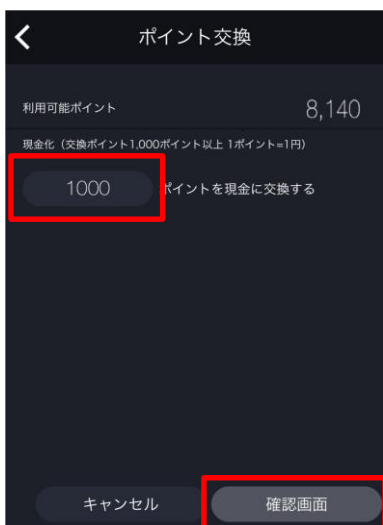 ポイント交換
利用可能ポイント 8,140
現金化（交換ポイント1,000ポイント以上 1ポイント=1円）
1000 ポイントを現金に交換する
キャンセル 確認画面